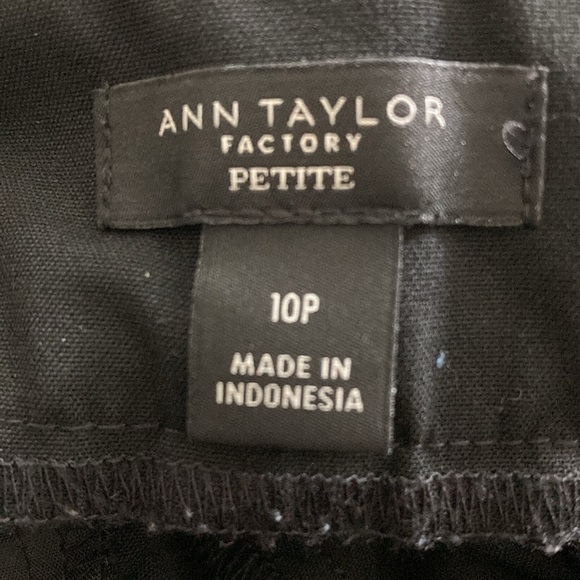 ANN TAYLOR
FACTORY
PETITE
10P
MADE IN
INDONESIA